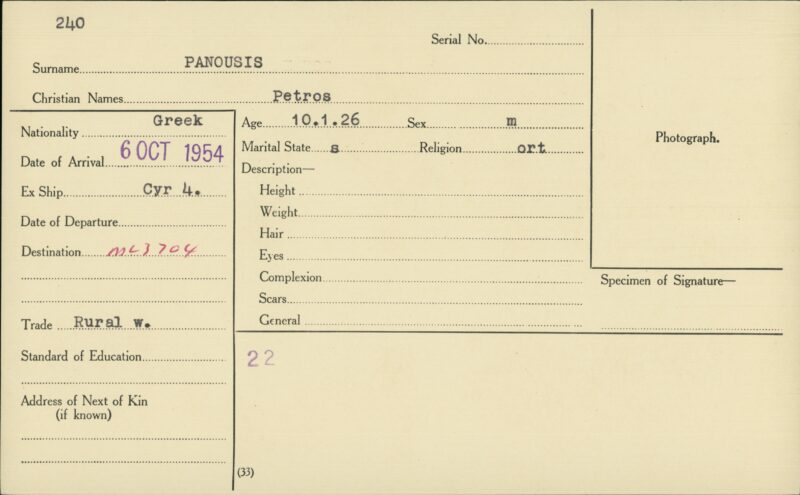 240
Serial No.
Surname PANOUSIS
Christian Names Petros
Nationality Greek
Date of Arrival 6 OCT 1954
Ex Ship Cyr 4.
Date of Departure
Destination ML3704
Trade Rural w.
Standard of Education
Address of Next of Kin
(if known)
Age 10.1.26 Sex m
Marital State s Religion ort
Description—
Height
Weight
Hair
Eyes
Complexion
Scars
General
22
(33)
Photograph.
Specimen of Signature—